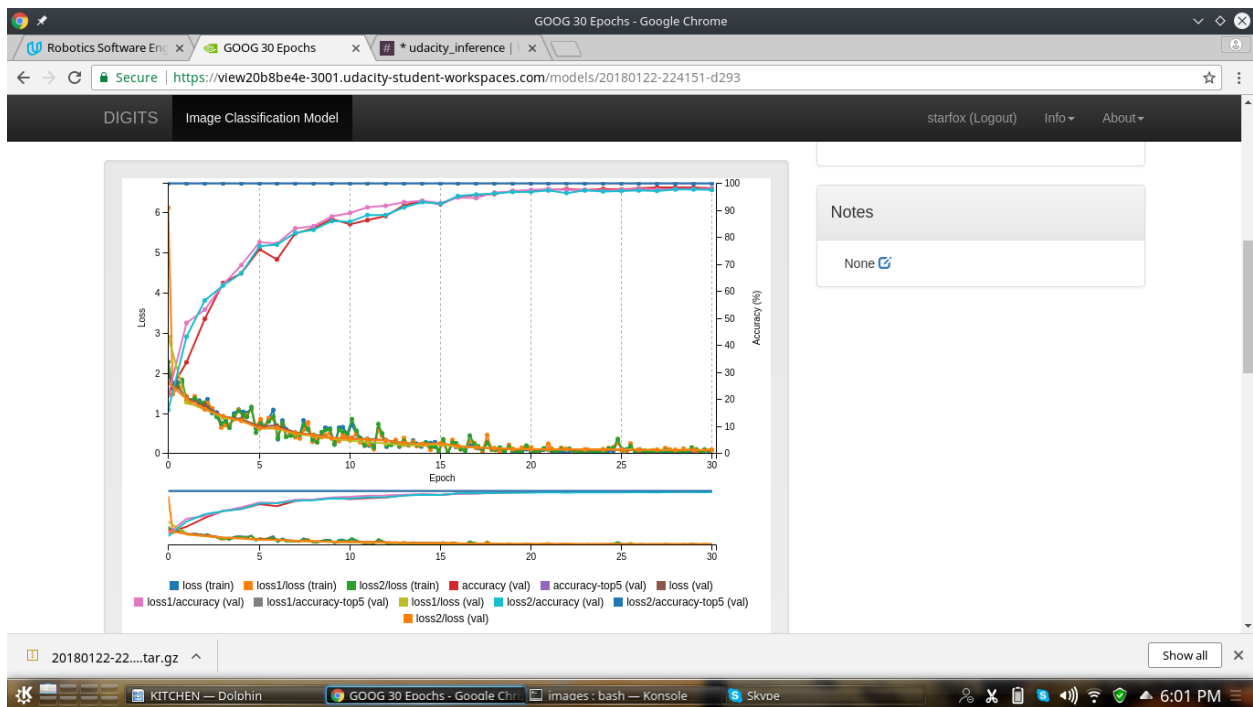 GOOG 30 Epochs - Google Chrome
Robotics Software Eng GOOG 30 Epochs # * udacity_inference |
Secure https://view20b8be4e-3001.udacity-student-workspaces.com/models/20180122-224151-d293
DIGITS Image Classification Model starfox (Logout) Info About
Notes
None
Loss
Accuracy (%)
100
90
6 80
5 70
4 60
50
3 40
2 30
20
1 10
0 0
0 5 10 15 20 25 30
Epoch
0 5 10 15 20 25 30
loss (train) loss1/loss (train) loss2/loss (train) accuracy (val) accuracy-top5 (val) loss (val)
loss1/accuracy (val) loss1/accuracy-top5 (val) loss1/loss (val) loss2/accuracy (val) loss2/accuracy-top5 (val)
loss2/loss (val)
20180122-22....tar.gz Show all
KITCHEN — Dolphin GOOG 30 Epochs - Google Chr images : bash — Konsole Skype 6:01 PM